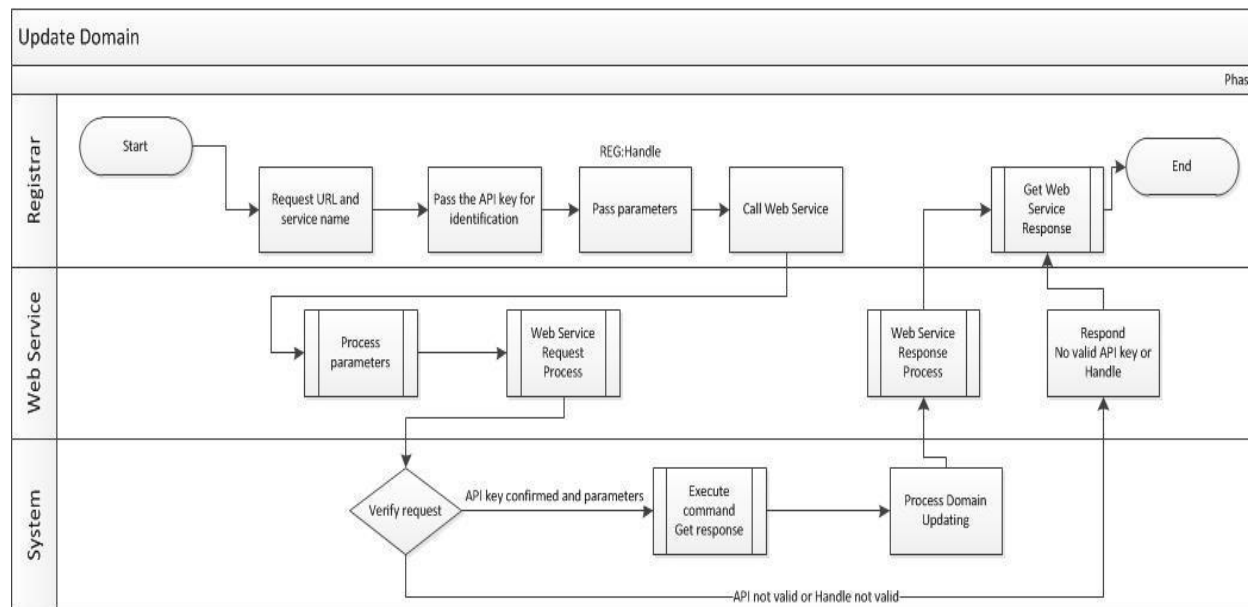 Update Domain
Phas
Registrar
Start
Request URL and
service name
Pass the API key for
identification
REG:Handle
Pass parameters
Call Web Service
Get Web
Service
Response
End
Web Service
Process
parameters
Web Service
Request
Process
Web Service
Response
Process
Respond
No valid API key or
Handle
System
Verify request
API key confirmed and parameters
Execute
command
Get response
Process Domain
Updating
API not valid or Handle not valid